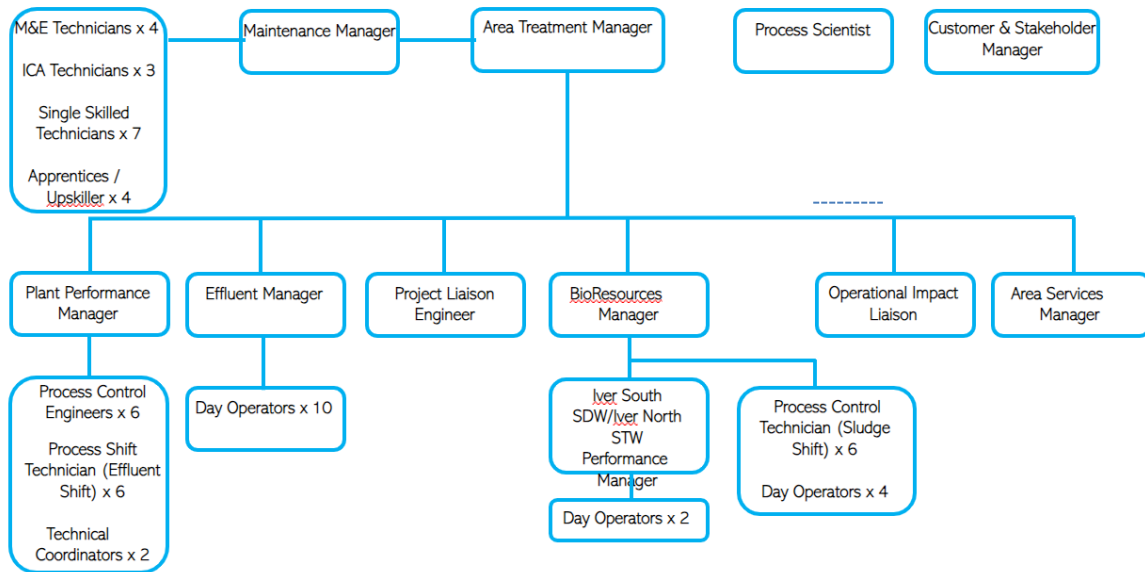 M&E Technicians x 4
ICA Technicians x 3
Single Skilled
Technicians x 7
Apprentices /
Upskiller x 4
Maintenance Manager
Area Treatment Manager
Process Scientist
Customer & Stakeholder
Manager
Plant Performance
Manager
Effluent Manager
Project Liaison
Engineer
BioResources
Manager
Operational Impact
Liaison
Area Services
Manager
Process Control
Engineers x 6
Process Shift
Technician (Effluent
Shift) x 6
Technical
Coordinators x 2
Day Operators x 10
Iver South
SDW/Iver North
STW
Performance
Manager
Day Operators x 2
Process Control
Technician (Sludge
Shift) x 6
Day Operators x 4